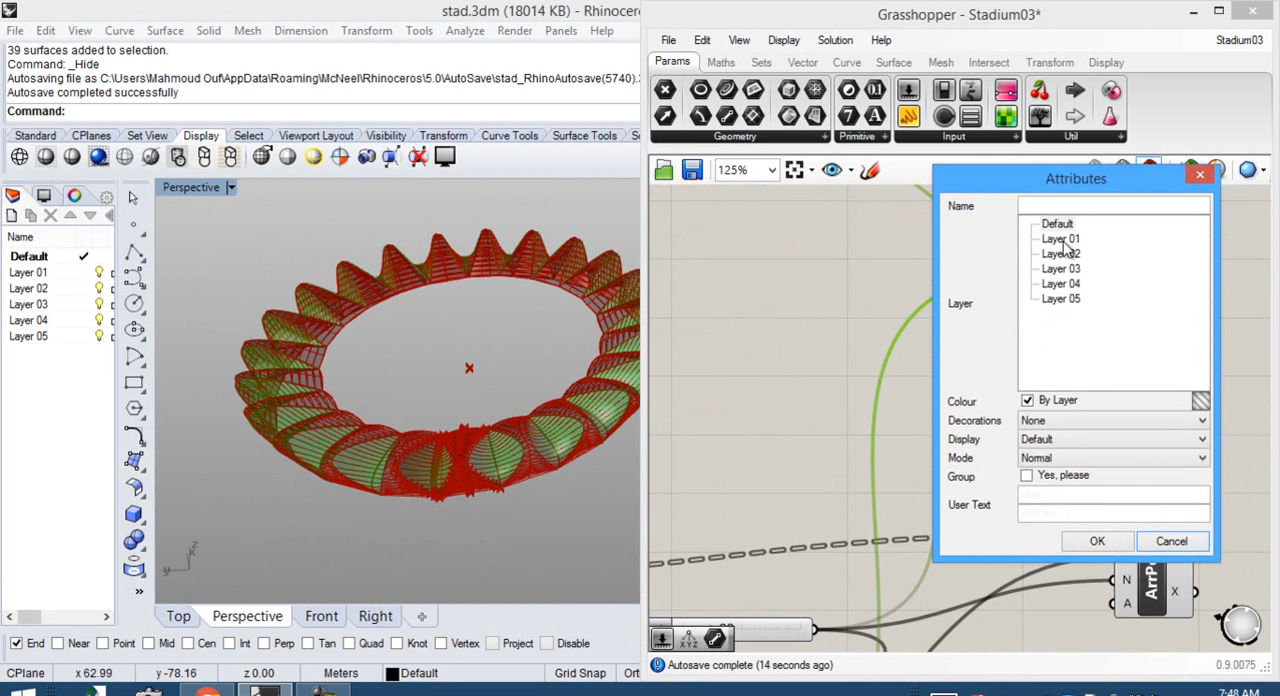 stad.3dm (18014 KB) - Rhinoceros
File Edit View Curve Surface Solid Mesh Dimension Transform Tools Analyze Render Panels Help
39 surfaces added to selection.
Command: _Hide
Autosaving file as C:\Users\Mahmoud Ouf\AppData\Roaming\McNeel\Rhinoceros\5.0\AutoSave\stad_RhinoAutosave(5740).
Autosave completed successfully
Command:
Standard CPlanes Set View Display Select Viewport Layout Visibility Transform Curve Tools Surface Tools S
Perspective
Name
Default
Layer 01
Layer 02
Layer 03
Layer 04
Layer 05
z
x
Top Perspective Front Right
End Near Point Mid Cen Int Perp Tan Quad Knot Vertex Project Disable
CPlane x 62.99 y -78.16 z 0.00 Meters Default Grid Snap Ort
Grasshopper - Stadium03*
File Edit View Display Solution Help Stadium03
Params Maths Sets Vector Curve Surface Mesh Intersect Transform Display
Geometry Primitive Input Util
125%
Attributes
Name
Default
Layer 01
Layer 02
Layer 03
Layer 04
Layer 05
Layer
Colour By Layer
Decorations None
Display Default
Mode Normal
Group Yes, please
User Text
OK Cancel
N
A
X
XYZ
Autosave complete (14 seconds ago)
0.9.0075
7:48 AM